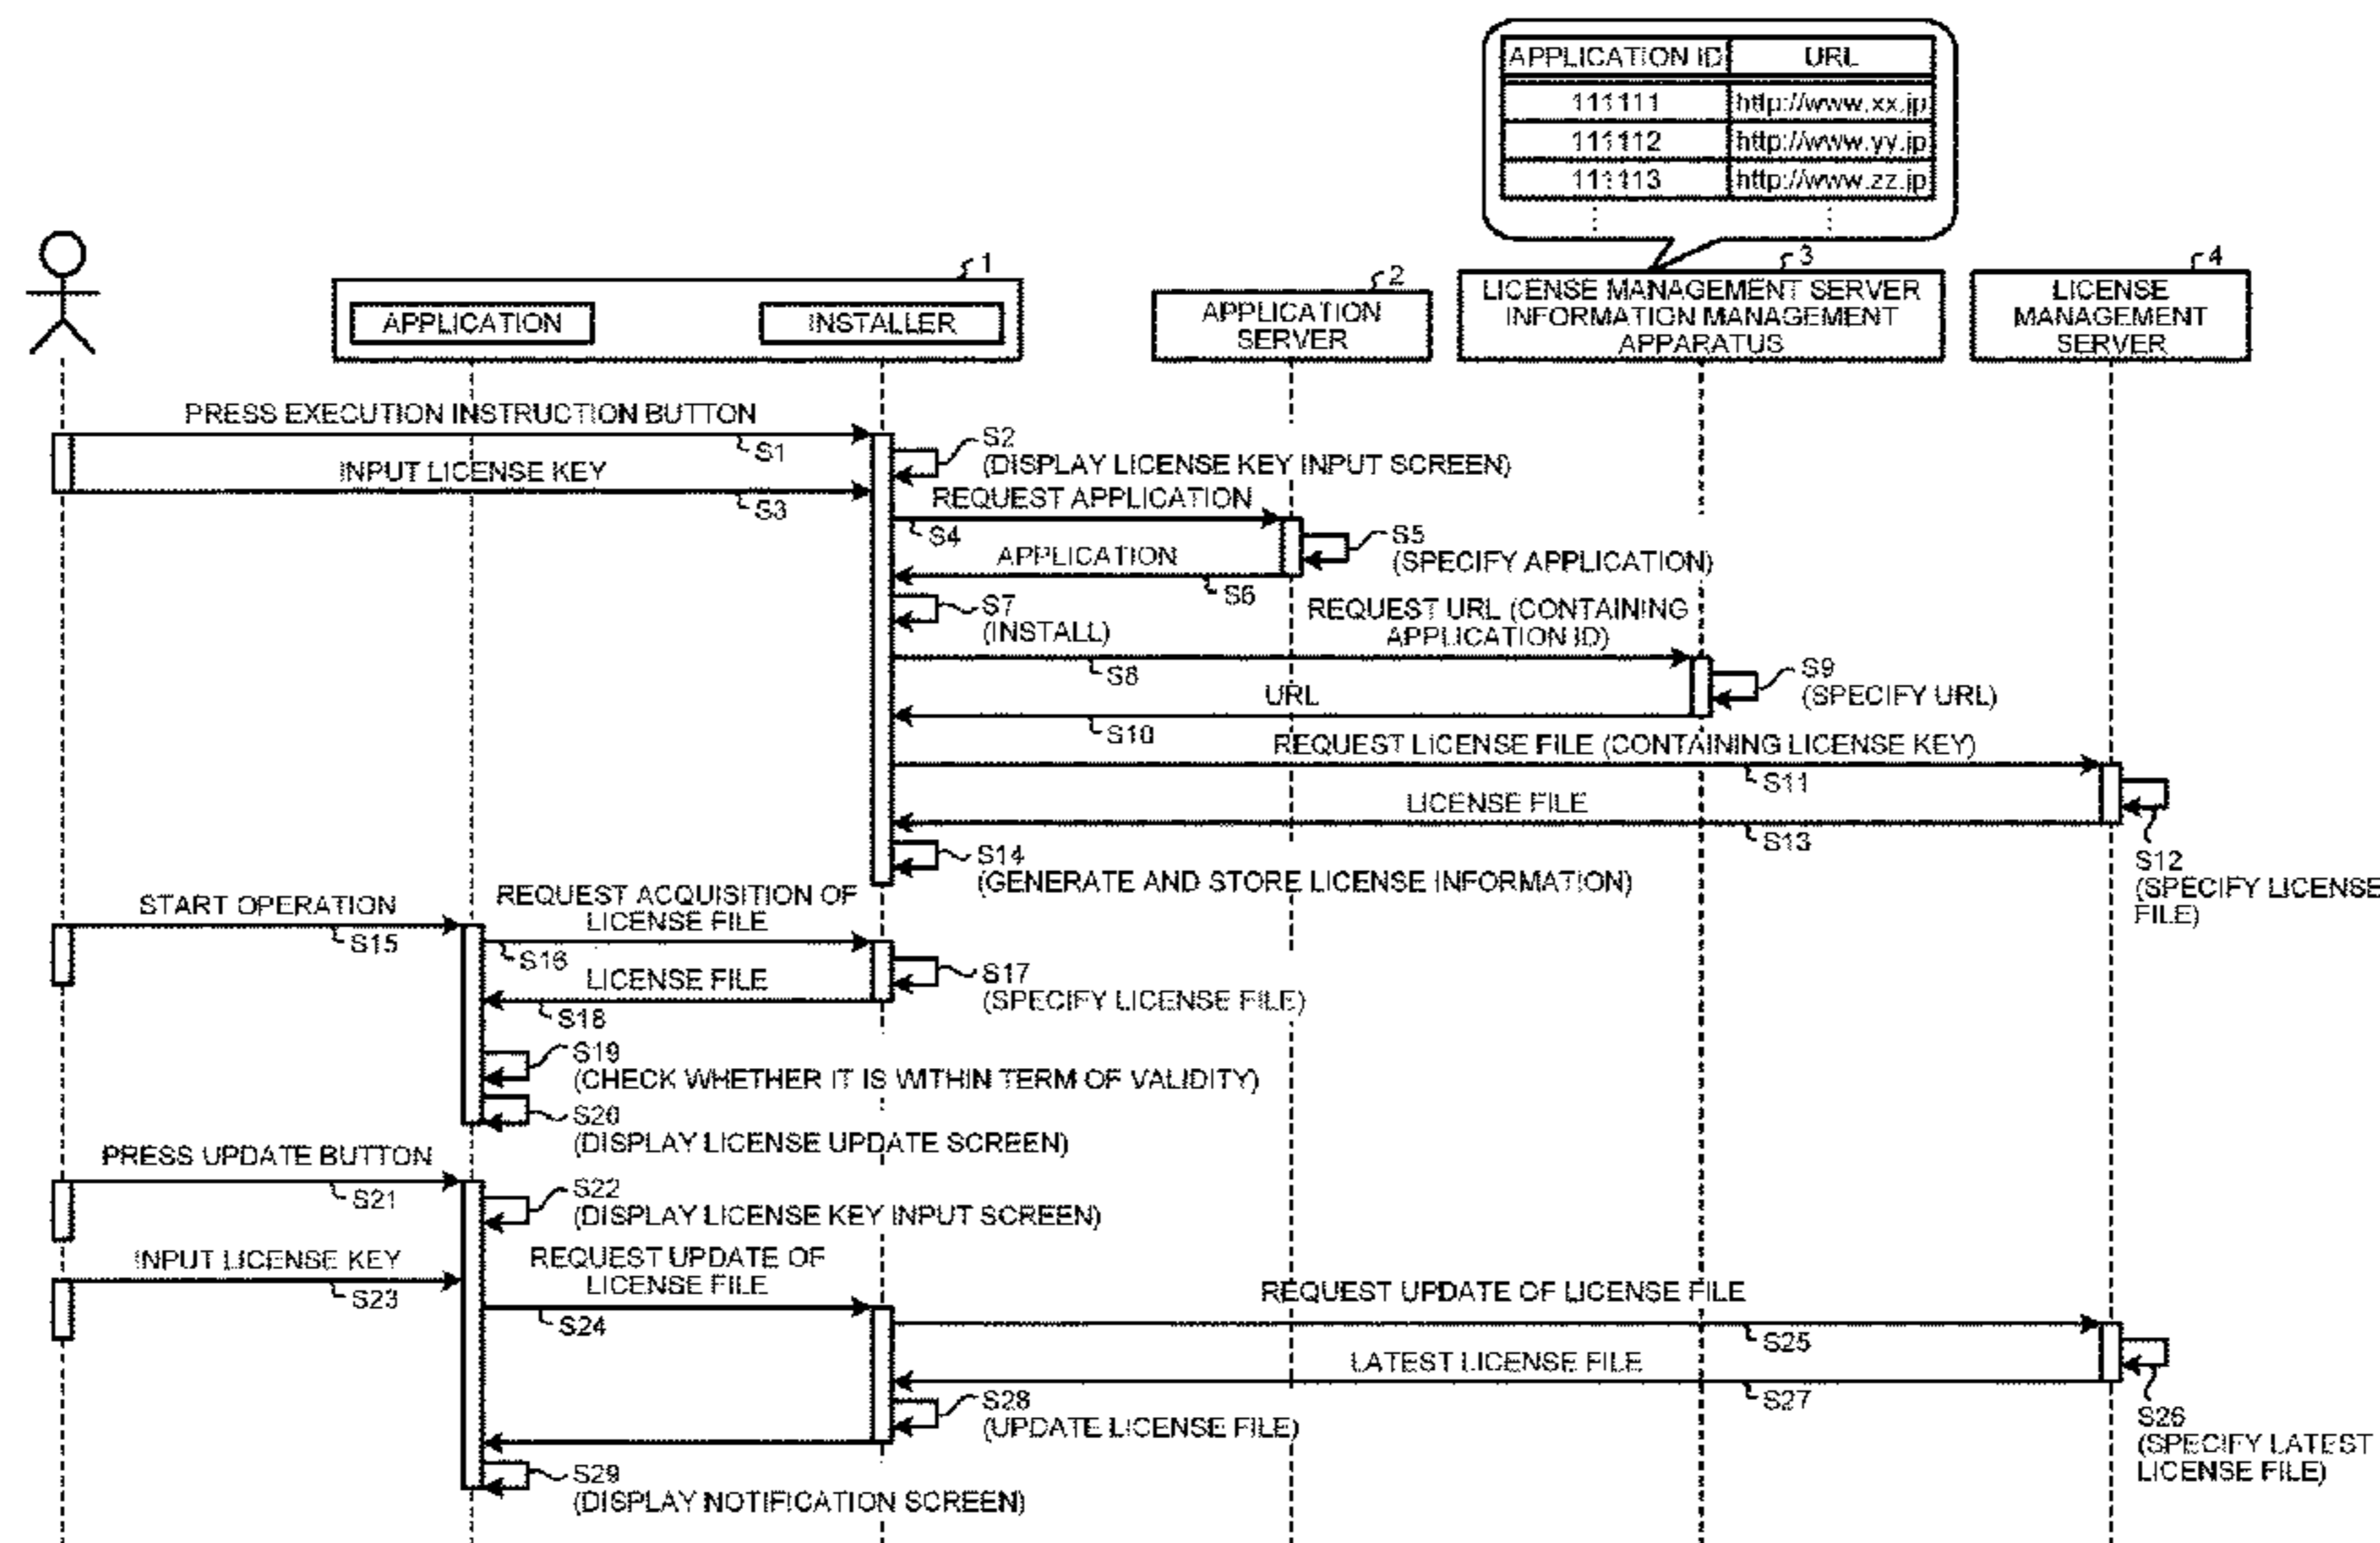 APPLICATION ID URL
111111 http://www.xx.jp
111112 http://www.yy.jp
111113 http://www.zz.jp
1
2
3
4
APPLICATION
INSTALLER
APPLICATION
SERVER
LICENSE MANAGEMENT SERVER
INFORMATION MANAGEMENT
APPARATUS
LICENSE
MANAGEMENT
SERVER
PRESS EXECUTION INSTRUCTION BUTTON
S1
S2
(DISPLAY LICENSE KEY INPUT SCREEN)
INPUT LICENSE KEY
S3
REQUEST APPLICATION
S4
S5
(SPECIFY APPLICATION)
APPLICATION
S6
S7
(INSTALL)
REQUEST URL (CONTAINING
APPLICATION ID)
S8
S9
(SPECIFY URL)
URL
S10
REQUEST LICENSE FILE (CONTAINING LICENSE KEY)
S11
LICENSE FILE
S13
S12
(SPECIFY LICENSE
FILE)
S14
(GENERATE AND STORE LICENSE INFORMATION)
START OPERATION
S15
REQUEST ACQUISITION OF
LICENSE FILE
S16
S17
(SPECIFY LICENSE FILE)
LICENSE FILE
S18
S19
(CHECK WHETHER IT IS WITHIN TERM OF VALIDITY)
S20
(DISPLAY LICENSE UPDATE SCREEN)
PRESS UPDATE BUTTON
S21
S22
(DISPLAY LICENSE KEY INPUT SCREEN)
INPUT LICENSE KEY
S23
REQUEST UPDATE OF
LICENSE FILE
S24
REQUEST UPDATE OF LICENSE FILE
S25
LATEST LICENSE FILE
S27
S26
(SPECIFY LATEST
LICENSE FILE)
S28
(UPDATE LICENSE FILE)
S29
(DISPLAY NOTIFICATION SCREEN)